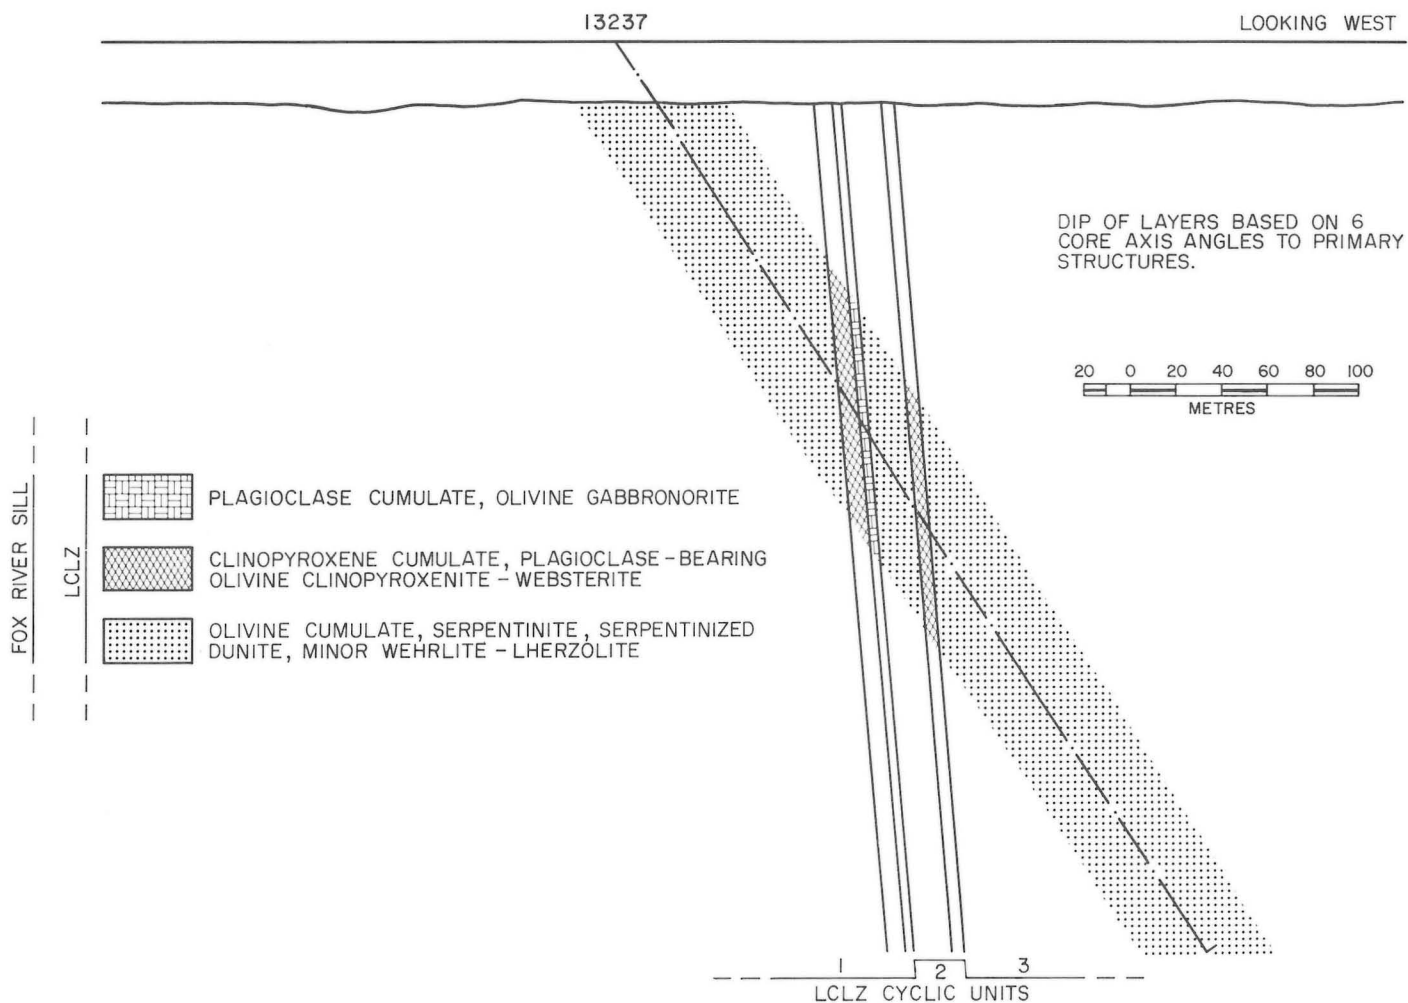 13237
LOOKING WEST
DIP OF LAYERS BASED ON 6
CORE AXIS ANGLES TO PRIMARY
STRUCTURES.
20 0 20 40 60 80 100
METRES
FOX RIVER SILL
LCLZ
PLAGIOCLASE CUMULATE, OLIVINE GABBRONORITE
CLINOPYROXENE CUMULATE, PLAGIOCLASE-BEARING
OLIVINE CLINOPYROXENITE-WEBSTERITE
OLIVINE CUMULATE, SERPENTINITE, SERPENTINIZED
DUNITE, MINOR WEHRLITE-LHERZOLITE
1 2 3
LCLZ CYCLIC UNITS